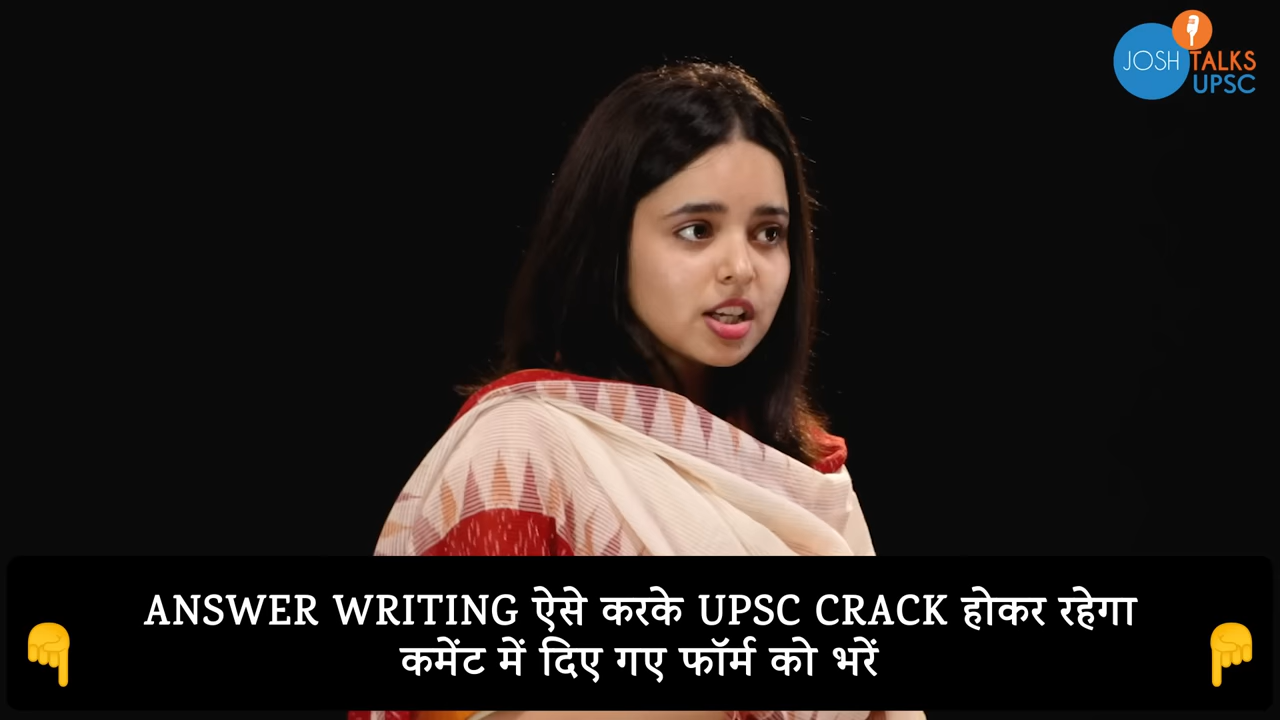 JOSH TALKS
UPSC
ANSWER WRITING ऐसे करके UPSC CRACK होकर रहेगा
कमेंट में दिए गए फॉर्म को भरें